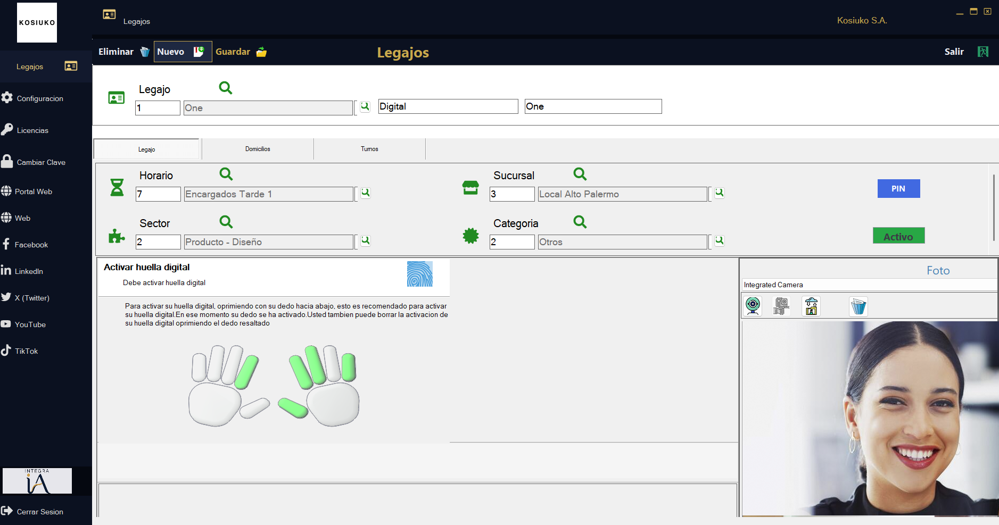 KOSIUKO
Legajos
Kosiuko S.A.
Eliminar
Nuevo
Guardar
Legajos
Salir
Legajos
Configuracion
Licencias
Cambiar Clave
Portal Web
Web
Facebook
LinkedIn
X (Twitter)
YouTube
TikTok
INTEGRA
iA
Cerrar Sesion
Legajo
1
One
Digital
One
Legajo
Domicilios
Turnos
Horario
7
Encargados Tarde 1
Sucursal
3
Local Alto Palermo
PIN
Sector
2
Producto - Diseño
Categoria
2
Otros
Activo
Activar huella digital
Debe activar huella digital
Para activar su huella digital, oprimiendo con su dedo hacia abajo, esto es recomendado para activar
su huella digital.En ese momento su dedo se ha activado.Usted tambien puede borrar la activacion de
su huella digital oprimiendo el dedo resaltado
Foto
Integrated Camera